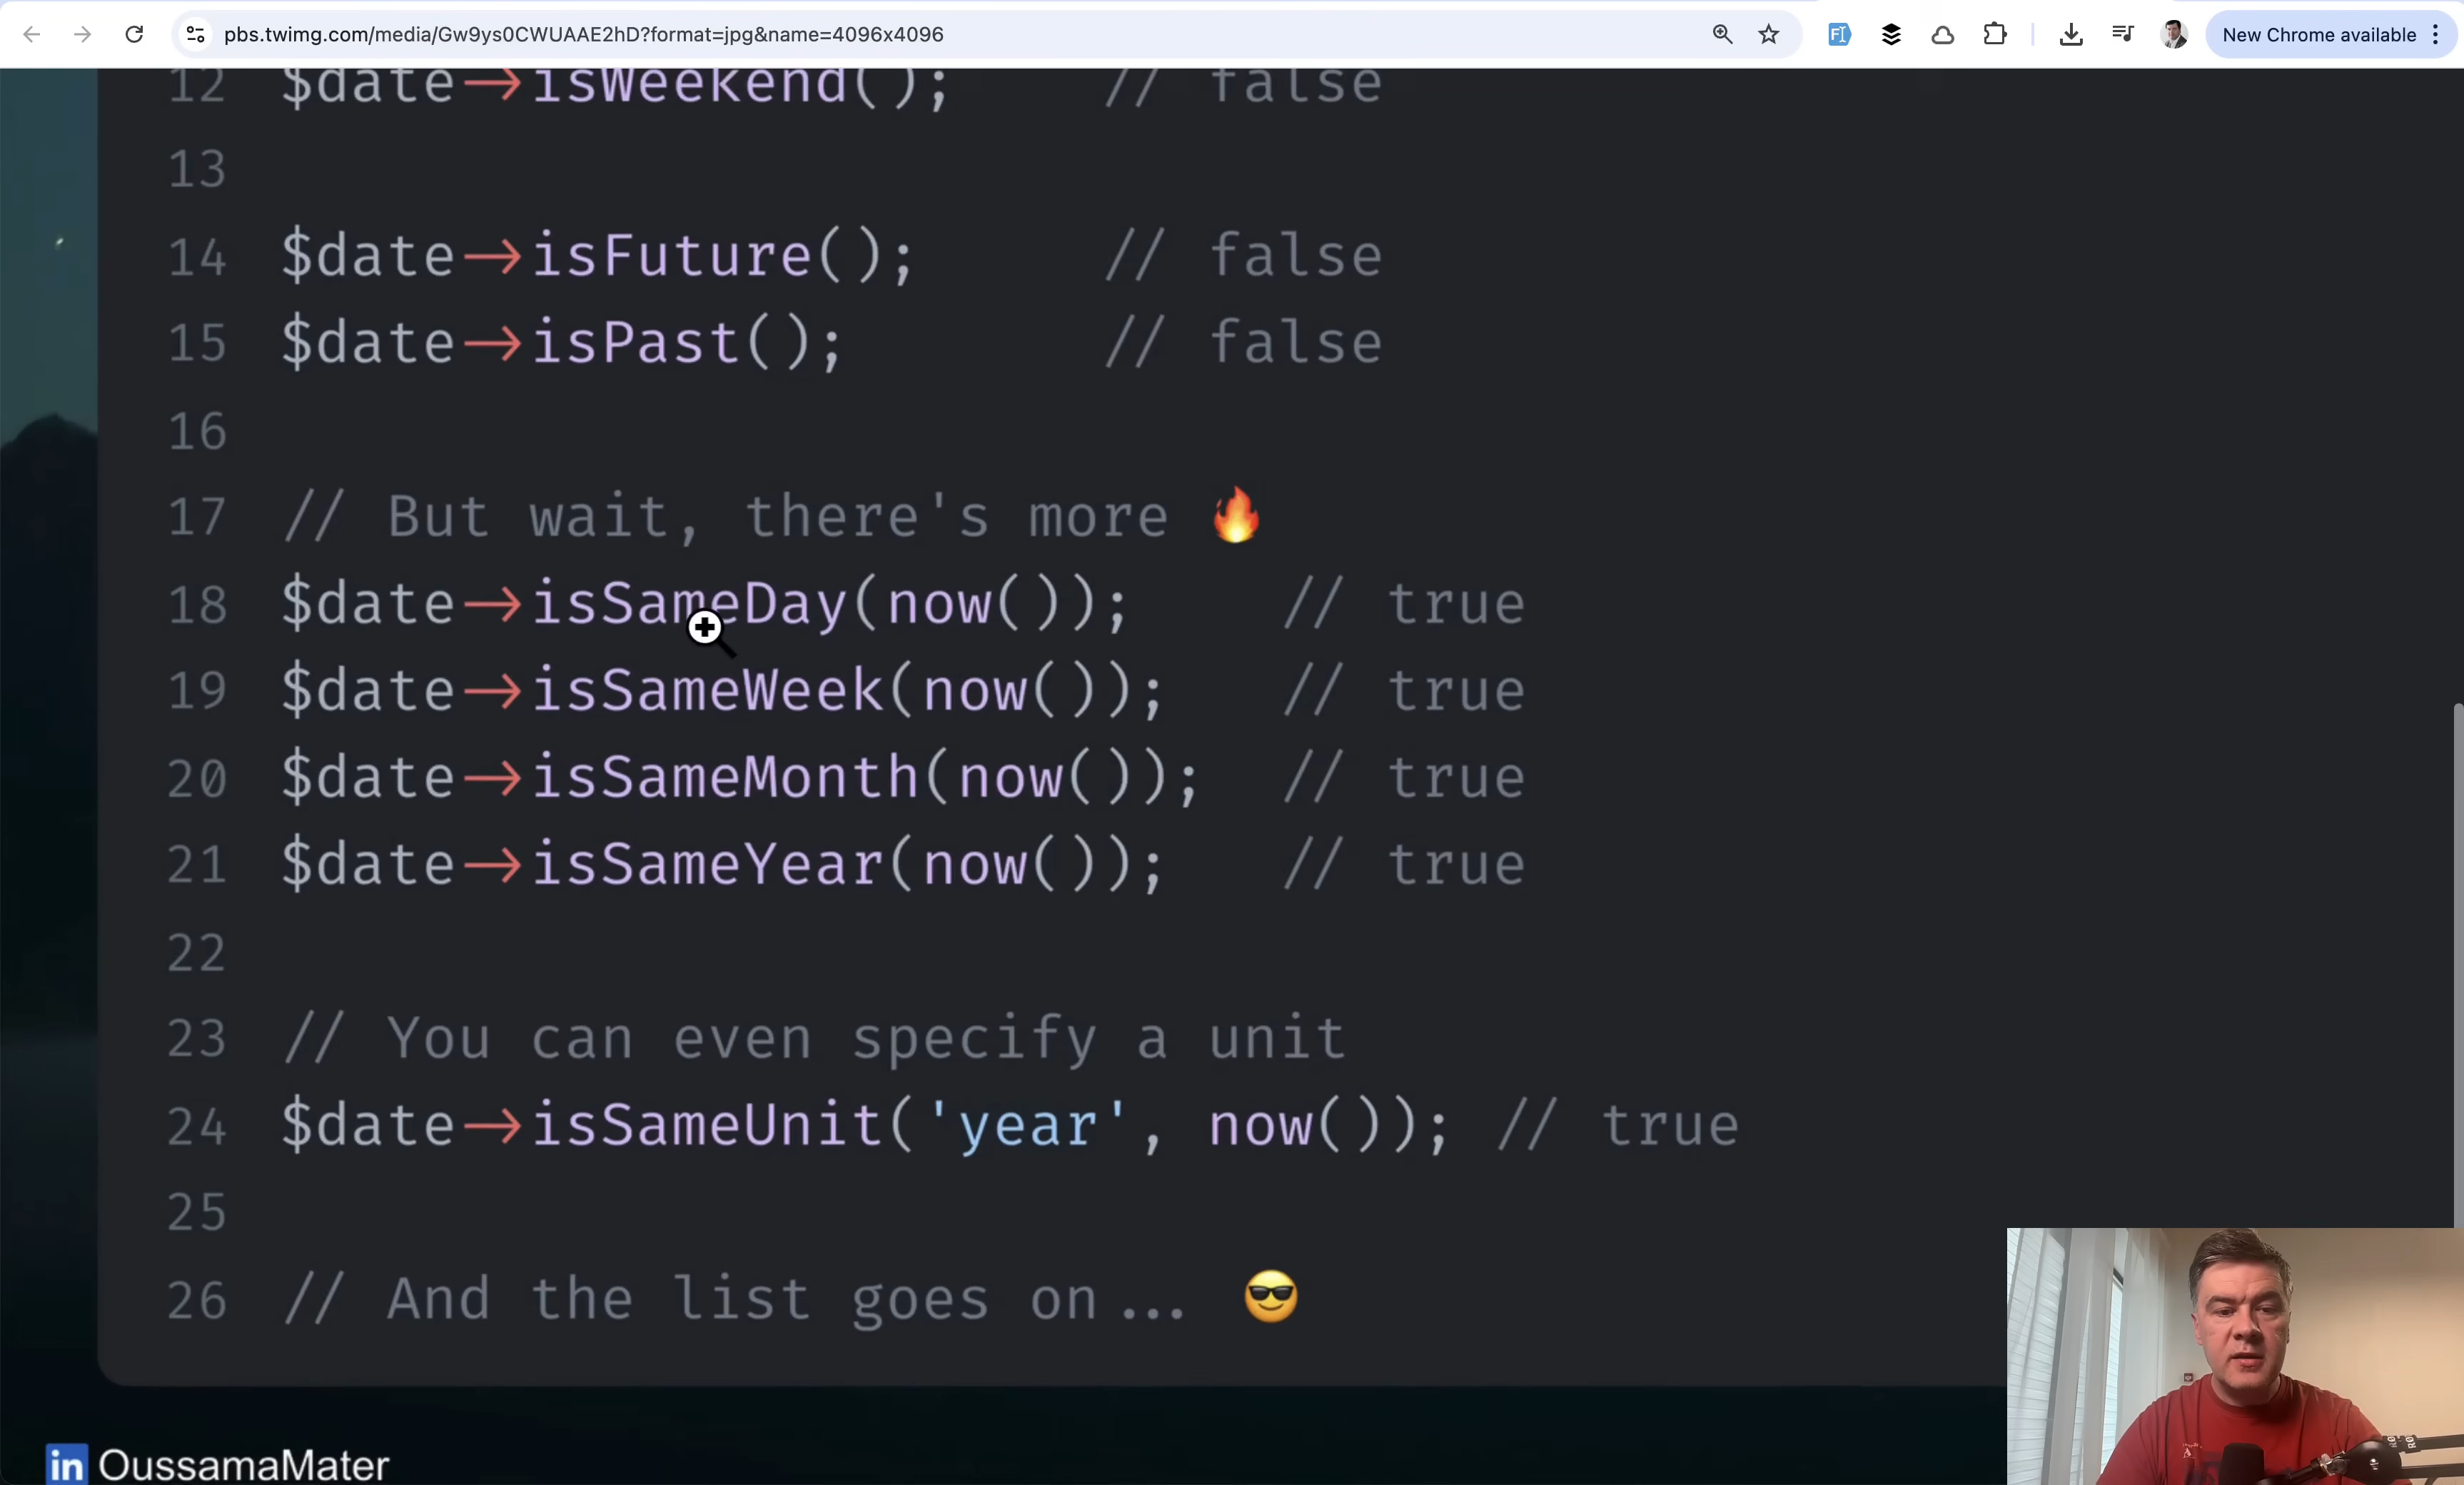 pbs.twimg.com/media/Gw9ys0CWUAAE2hD?format=jpg&name=4096x4096
New Chrome available
12 $date→isWeekend(); // false
13
14 $date→isFuture(); // false
15 $date→isPast(); // false
16
17 // But wait, there's more 🔥
18 $date→isSameDay(now()); // true
19 $date→isSameWeek(now()); // true
20 $date→isSameMonth(now()); // true
21 $date→isSameYear(now()); // true
22
23 // You can even specify a unit
24 $date→isSameUnit('year', now()); // true
25
26 // And the list goes on... 😎
in OussamaMater